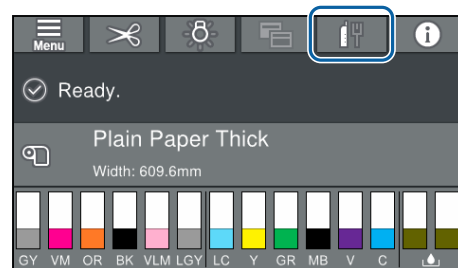 Menu
i
Ready.
Plain Paper Thick
Width: 609.6mm
GY VM OR BK VLM LGY LC Y GR MB V C